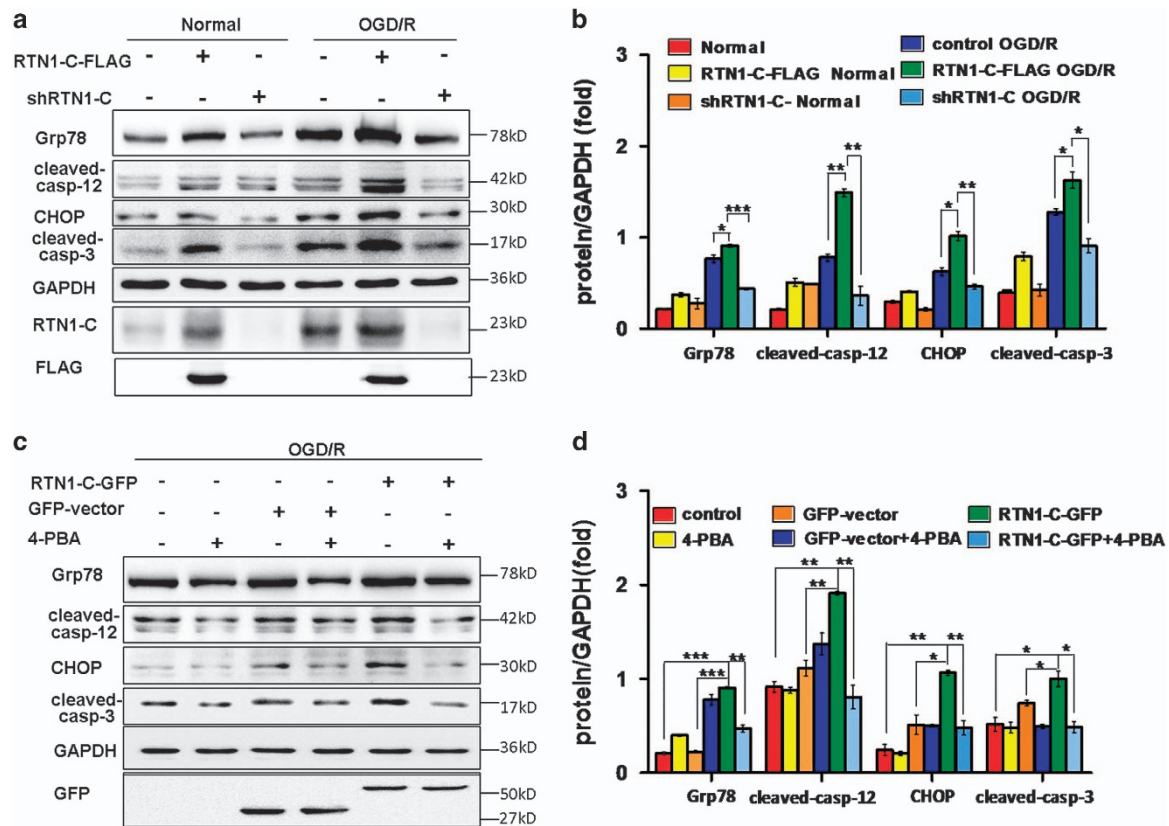 a
Normal OGD/R
RTN1-C-FLAG - + - - + -
shRTN1-C - - + - - +
Grp78 78kD
cleaved-
casp-12 42kD
CHOP 30kD
cleaved-
casp-3 17kD
GAPDH 36kD
RTN1-C 23kD
FLAG 23kD
b
protein/GAPDH (fold)
3
2
1
0
Normal control OGD/R
RTN1-C-FLAG Normal RTN1-C-FLAG OGD/R
shRTN1-C- Normal shRTN1-C OGD/R
* *** ** ** * ** * *
Grp78 cleaved-casp-12 CHOP cleaved-casp-3
c
OGD/R
RTN1-C-GFP - - - - + +
GFP-vector - - + + - -
4-PBA - + - + - +
Grp78 78kD
cleaved-
casp-12 42kD
CHOP 30kD
cleaved-
casp-3 17kD
GAPDH 36kD
GFP 50kD
27kD
d
protein/GAPDH(fold)
3
2
1
0
control GFP-vector RTN1-C-GFP
4-PBA GFP-vector+4-PBA RTN1-C-GFP+4-PBA
*** ** *** ** ** ** ** ** * * * *
Grp78 cleaved-casp-12 CHOP cleaved-casp-3